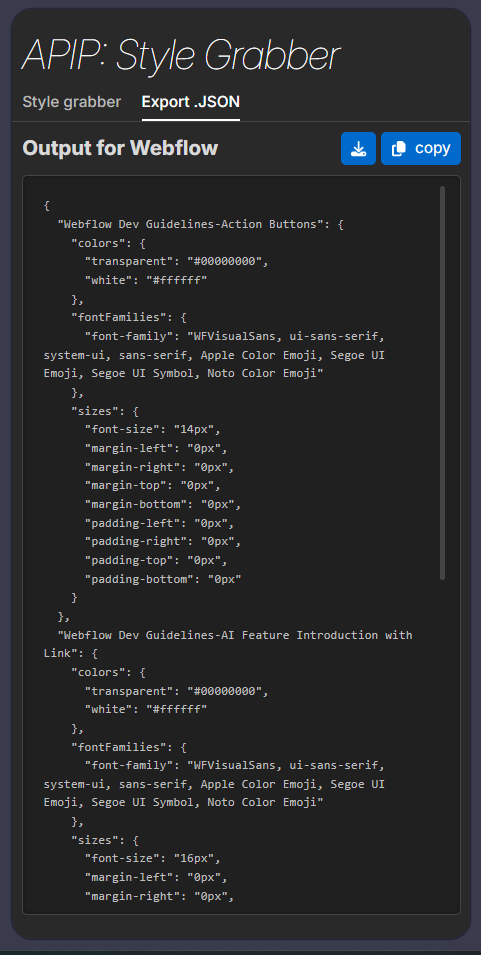 APIP: Style Grabber
Style grabber Export .JSON
Output for Webflow copy
{
"Webflow Dev Guidelines-Action Buttons": {
"colors": {
"transparent": "#00000000",
"white": "#ffffff"
},
"fontFamilies": {
"font-family": "WFVisualSans, ui-sans-serif,
system-ui, sans-serif, Apple Color Emoji, Segoe UI
Emoji, Segoe UI Symbol, Noto Color Emoji"
},
"sizes": {
"font-size": "14px",
"margin-left": "0px",
"margin-right": "0px",
"margin-top": "0px",
"margin-bottom": "0px",
"padding-left": "0px",
"padding-right": "0px",
"padding-top": "0px",
"padding-bottom": "0px"
}
},
"Webflow Dev Guidelines-AI Feature Introduction with
Link": {
"colors": {
"transparent": "#00000000",
"white": "#ffffff"
},
"fontFamilies": {
"font-family": "WFVisualSans, ui-sans-serif,
system-ui, sans-serif, Apple Color Emoji, Segoe UI
Emoji, Segoe UI Symbol, Noto Color Emoji"
},
"sizes": {
"font-size": "16px",
"margin-left": "0px",
"margin-right": "0px",